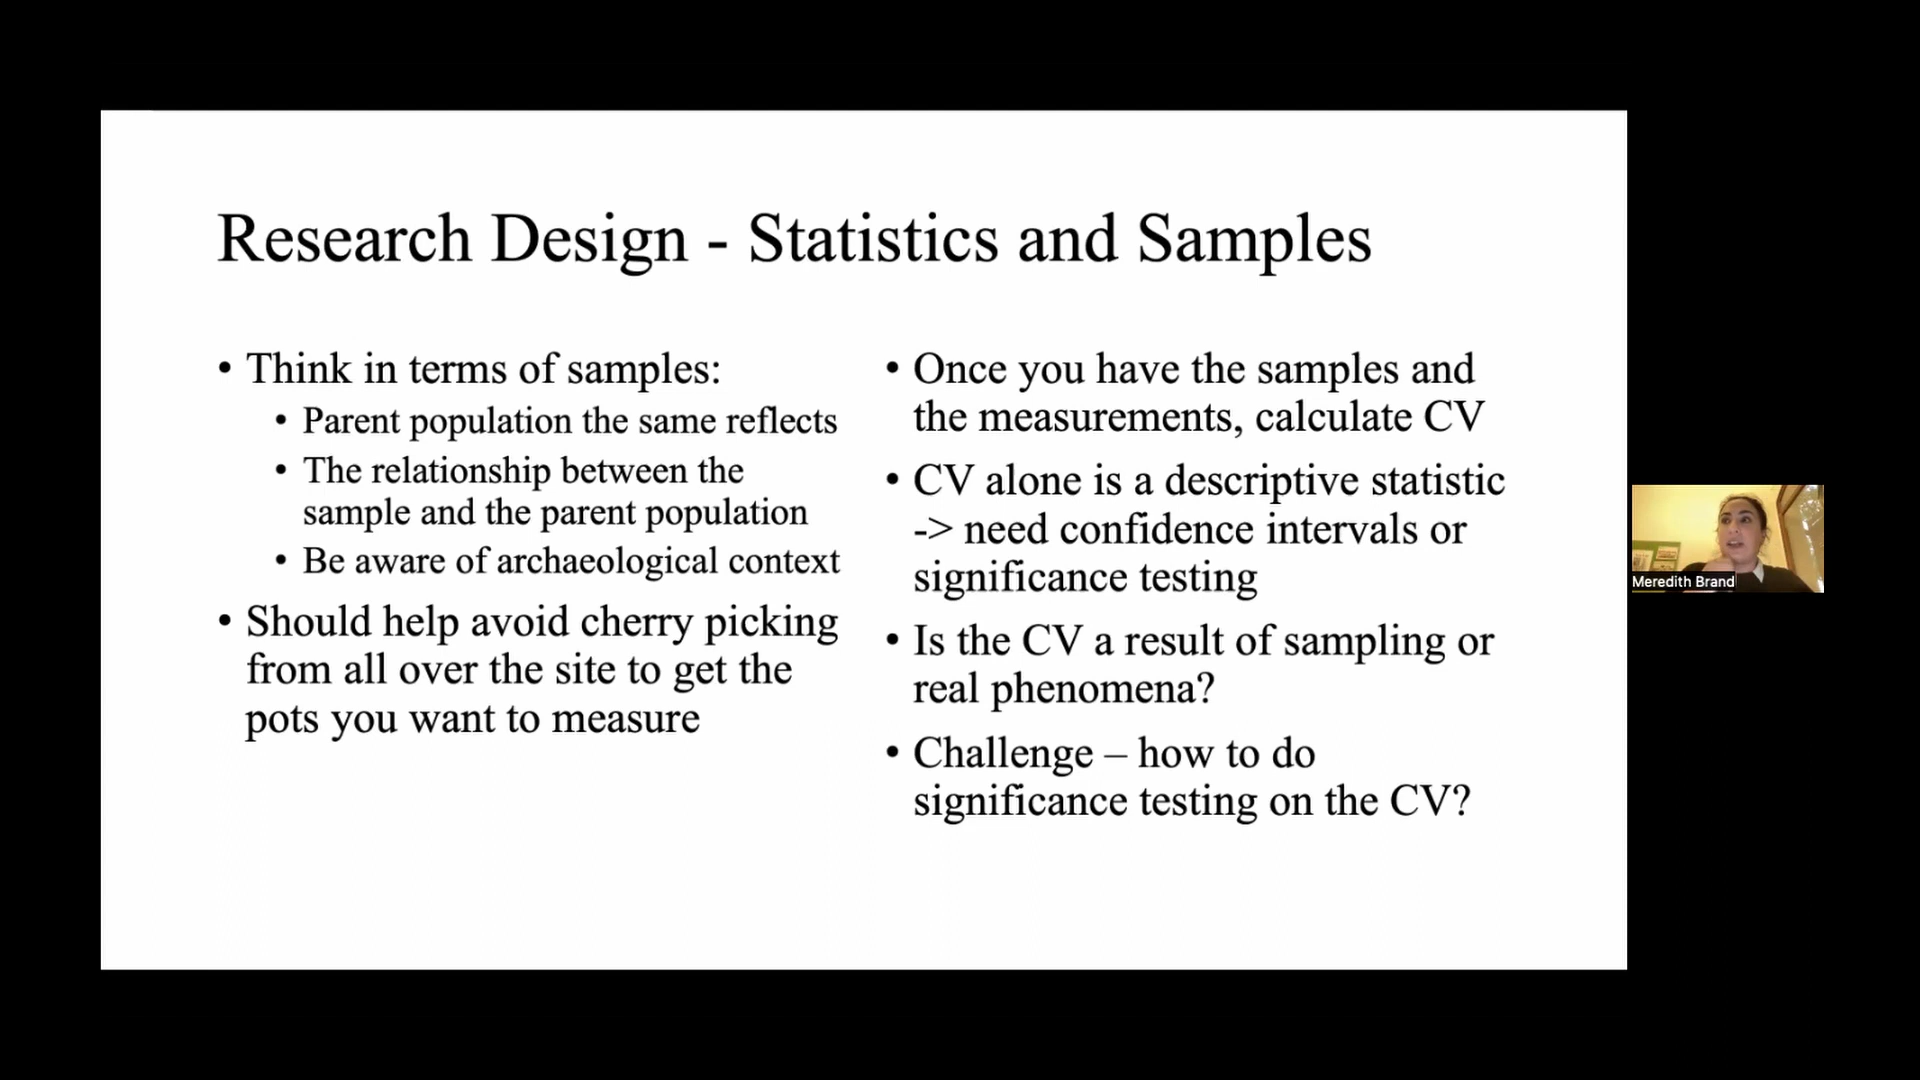 Research Design - Statistics and Samples
• Think in terms of samples:
• Parent population the same reflects
• The relationship between the
sample and the parent population
• Be aware of archaeological context
• Should help avoid cherry picking
from all over the site to get the
pots you want to measure
• Once you have the samples and
the measurements, calculate CV
• CV alone is a descriptive statistic
-> need confidence intervals or
significance testing
• Is the CV a result of sampling or
real phenomena?
• Challenge – how to do
significance testing on the CV?
Meredith Brand